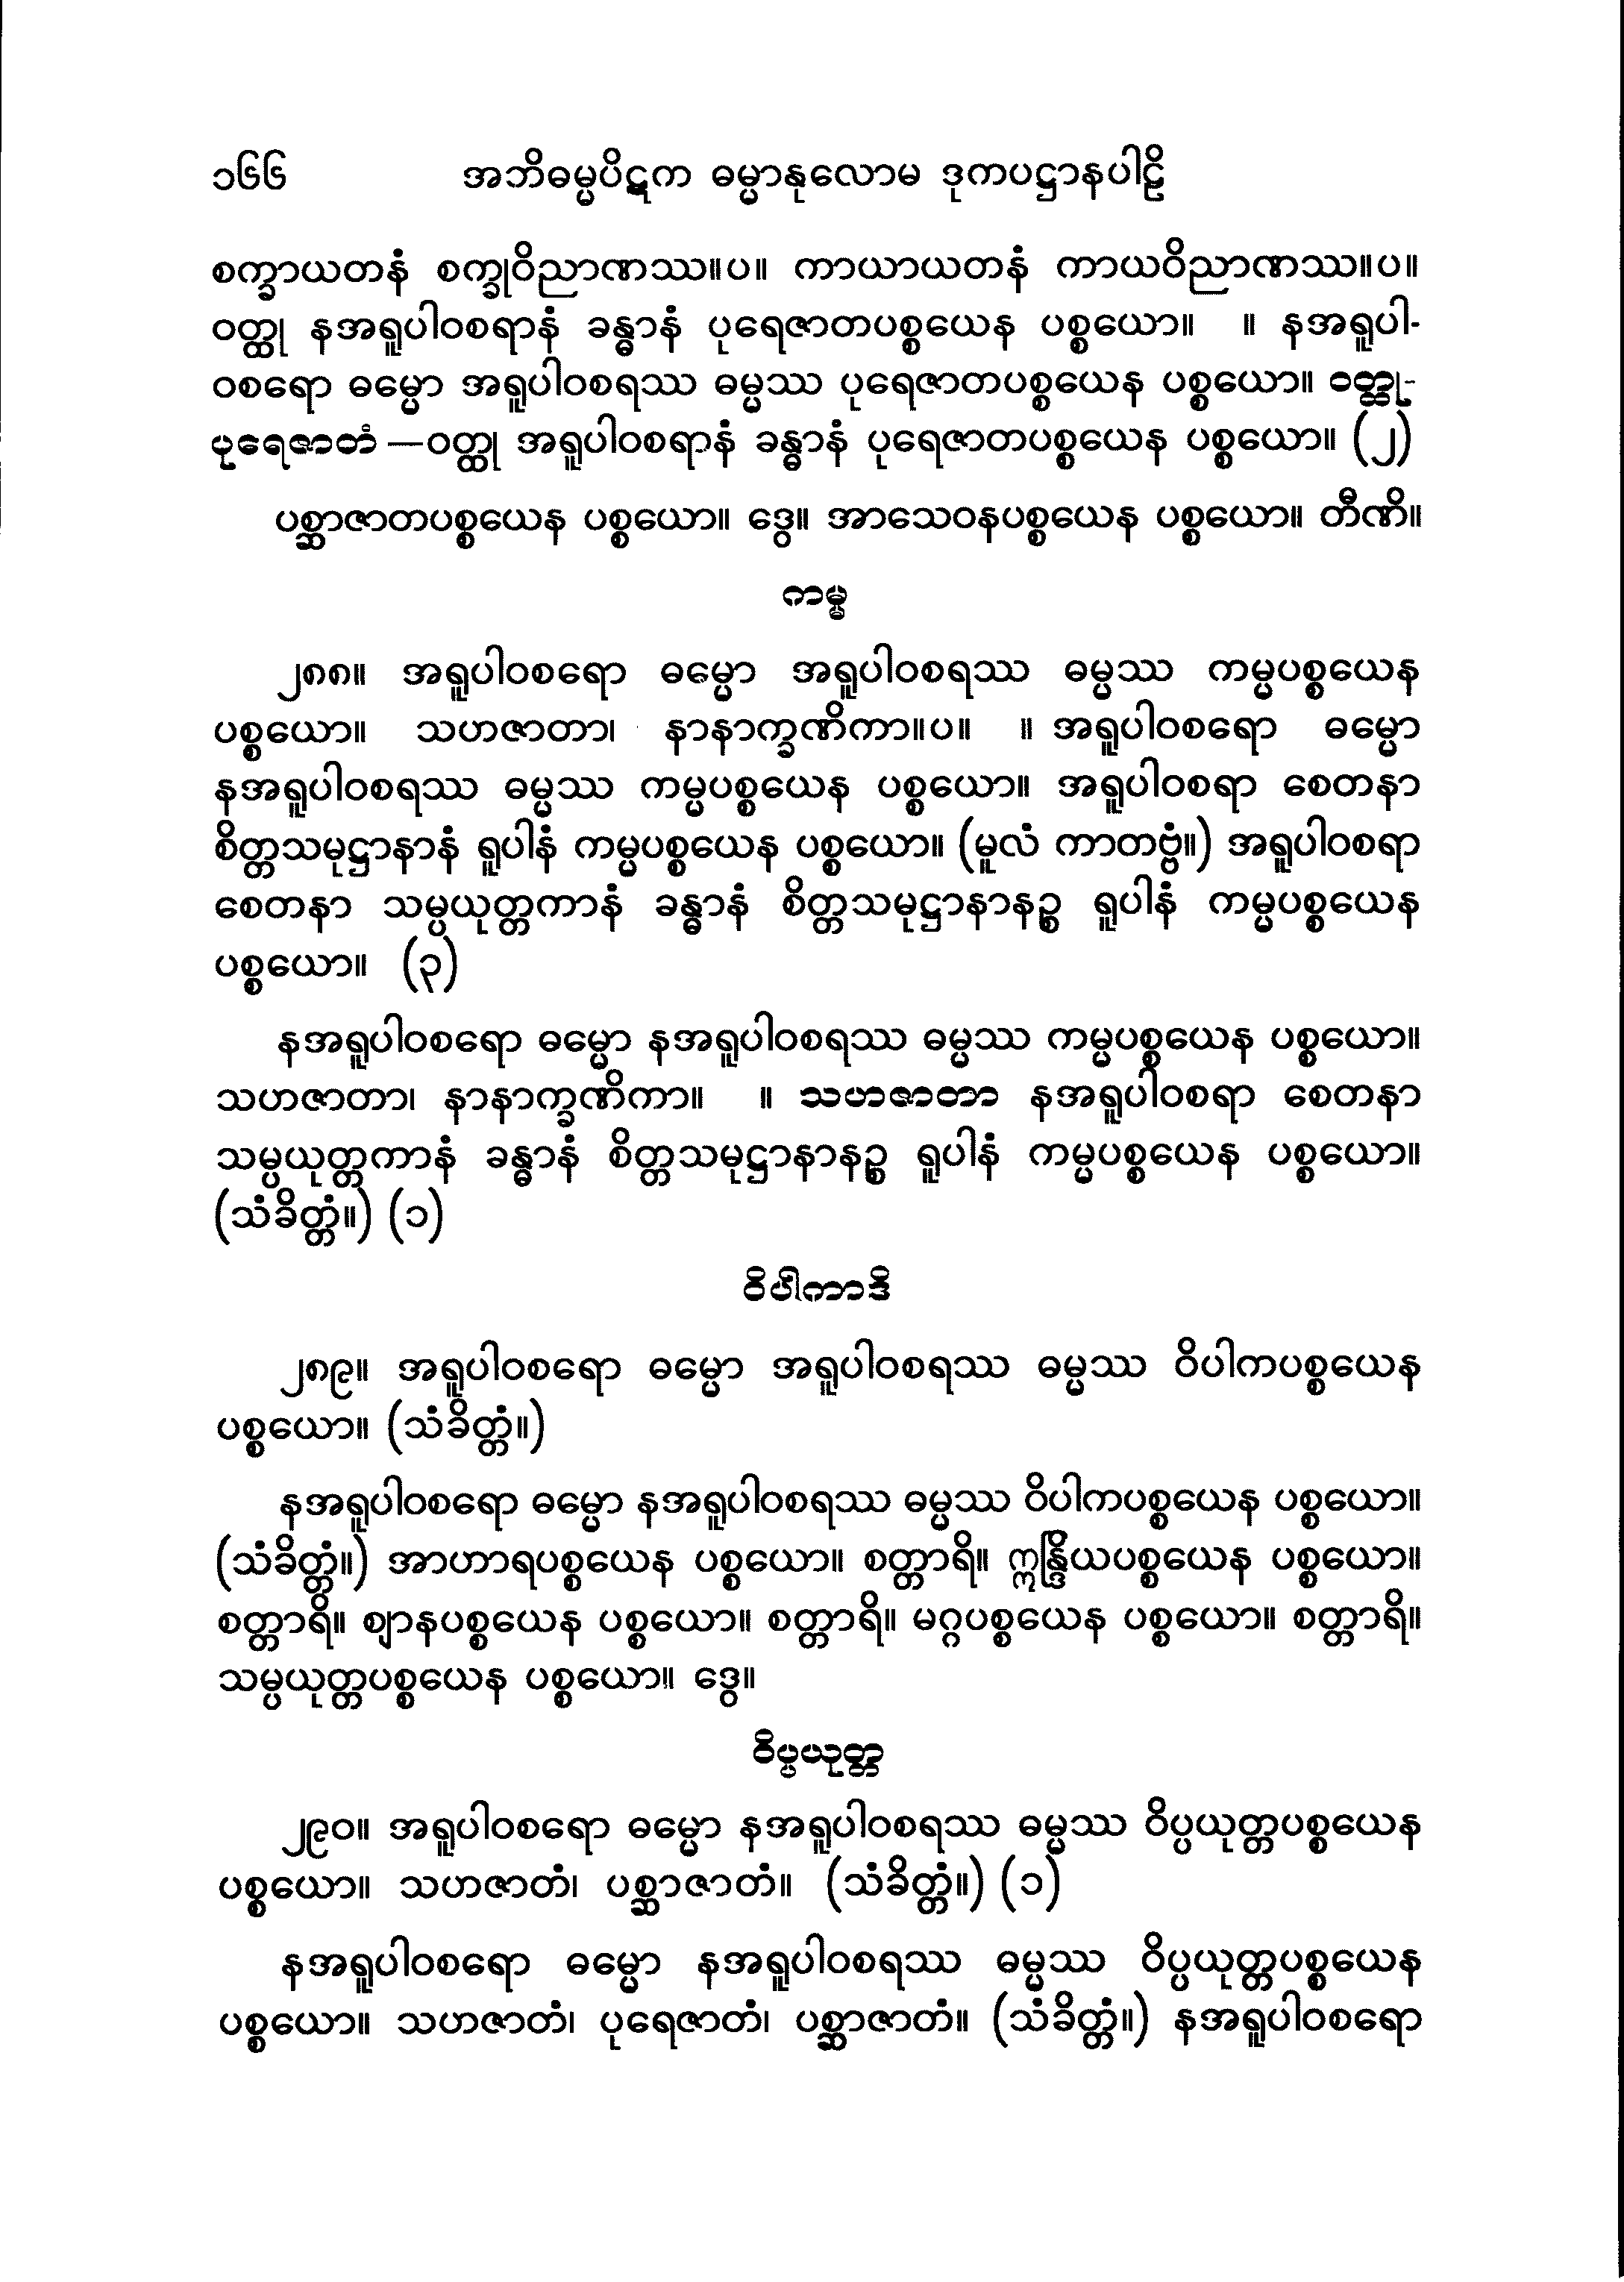 ၁၆၆ အဘိဓမ္မပိဋက ဓမ္မာနုလောမ ဒုကပဋ္ဌာနပါဠိ
စက္ခာယတနံ စက္ခုဝိညာဏဿ။ပ။ ကာယာယတနံ ကာယဝိညာဏဿ။ပ။
ဝတ္ထု နအရူပါဝစရာနံ ခန္ဓာနံ ပုရေဇာတပစ္စယေန ပစ္စယော။ ။ နအရူပါ-
ဝစရော ဓမ္မော အရူပါဝစရဿ ဓမ္မဿ ပုရေဇာတပစ္စယေန ပစ္စယော။ ဝတ္ထု-
ပုရေဇာတံ —ဝတ္ထု အရူပါဝစရာနံ ခန္ဓာနံ ပုရေဇာတပစ္စယေန ပစ္စယော။ (၂)
ပစ္ဆာဇာတပစ္စယေန ပစ္စယော။ ဒွေ။ အာသေဝနပစ္စယေန ပစ္စယော။ တီဏိ။
ကမ္မ
၂၈၈။ အရူပါဝစရော ဓမ္မော အရူပါဝစရဿ ဓမ္မဿ ကမ္မပစ္စယေန
ပစ္စယော။ သဟဇာတာ၊ နာနာက္ခဏိကာ။ပ။ ။ အရူပါဝစရော ဓမ္မော
နအရူပါဝစရဿ ဓမ္မဿ ကမ္မပစ္စယေန ပစ္စယော။ အရူပါဝစရာ စေတနာ
စိတ္တသမုဋ္ဌာနာနံ ရူပါနံ ကမ္မပစ္စယေန ပစ္စယော။ (မူလံ ကာတဗ္ဗံ။) အရူပါဝစရာ
စေတနာ သမ္ပယုတ္တကာနံ ခန္ဓာနံ စိတ္တသမုဋ္ဌာနာနဉ္စ ရူပါနံ ကမ္မပစ္စယေန
ပစ္စယော။ (၃)
နအရူပါဝစရော ဓမ္မော နအရူပါဝစရဿ ဓမ္မဿ ကမ္မပစ္စယေန ပစ္စယော။
သဟဇာတာ၊ နာနာက္ခဏိကာ။ ။ သဟဇာတာ နအရူပါဝစရာ စေတနာ
သမ္ပယုတ္တကာနံ ခန္ဓာနံ စိတ္တသမုဋ္ဌာနာနဉ္စ ရူပါနံ ကမ္မပစ္စယေန ပစ္စယော။
(သံခိတ္တံ။) (၁)
ဝိပါကာဒိ
၂၈၉။ အရူပါဝစရော ဓမ္မော အရူပါဝစရဿ ဓမ္မဿ ဝိပါကပစ္စယေန
ပစ္စယော။ (သံခိတ္တံ။)
နအရူပါဝစရော ဓမ္မော နအရူပါဝစရဿ ဓမ္မဿ ဝိပါကပစ္စယေန ပစ္စယော။
(သံခိတ္တံ။) အာဟာရပစ္စယေန ပစ္စယော။ စတ္တာရိ။ ဣန္ဒြိယပစ္စယေန ပစ္စယော။
စတ္တာရိ။ ဈာနပစ္စယေန ပစ္စယော။ စတ္တာရိ။ မဂ္ဂပစ္စယေန ပစ္စယော။ စတ္တာရိ။
သမ္ပယုတ္တပစ္စယေန ပစ္စယော။ ဒွေ။
ဝိပ္ပယုတ္တ
၂၉၀။ အရူပါဝစရော ဓမ္မော နအရူပါဝစရဿ ဓမ္မဿ ဝိပ္ပယုတ္တပစ္စယေန
ပစ္စယော။ သဟဇာတံ၊ ပစ္ဆာဇာတံ။ (သံခိတ္တံ။) (၁)
နအရူပါဝစရော ဓမ္မော နအရူပါဝစရဿ ဓမ္မဿ ဝိပ္ပယုတ္တပစ္စယေန
ပစ္စယော။ သဟဇာတံ၊ ပုရေဇာတံ၊ ပစ္ဆာဇာတံ။ (သံခိတ္တံ။) နအရူပါဝစရော